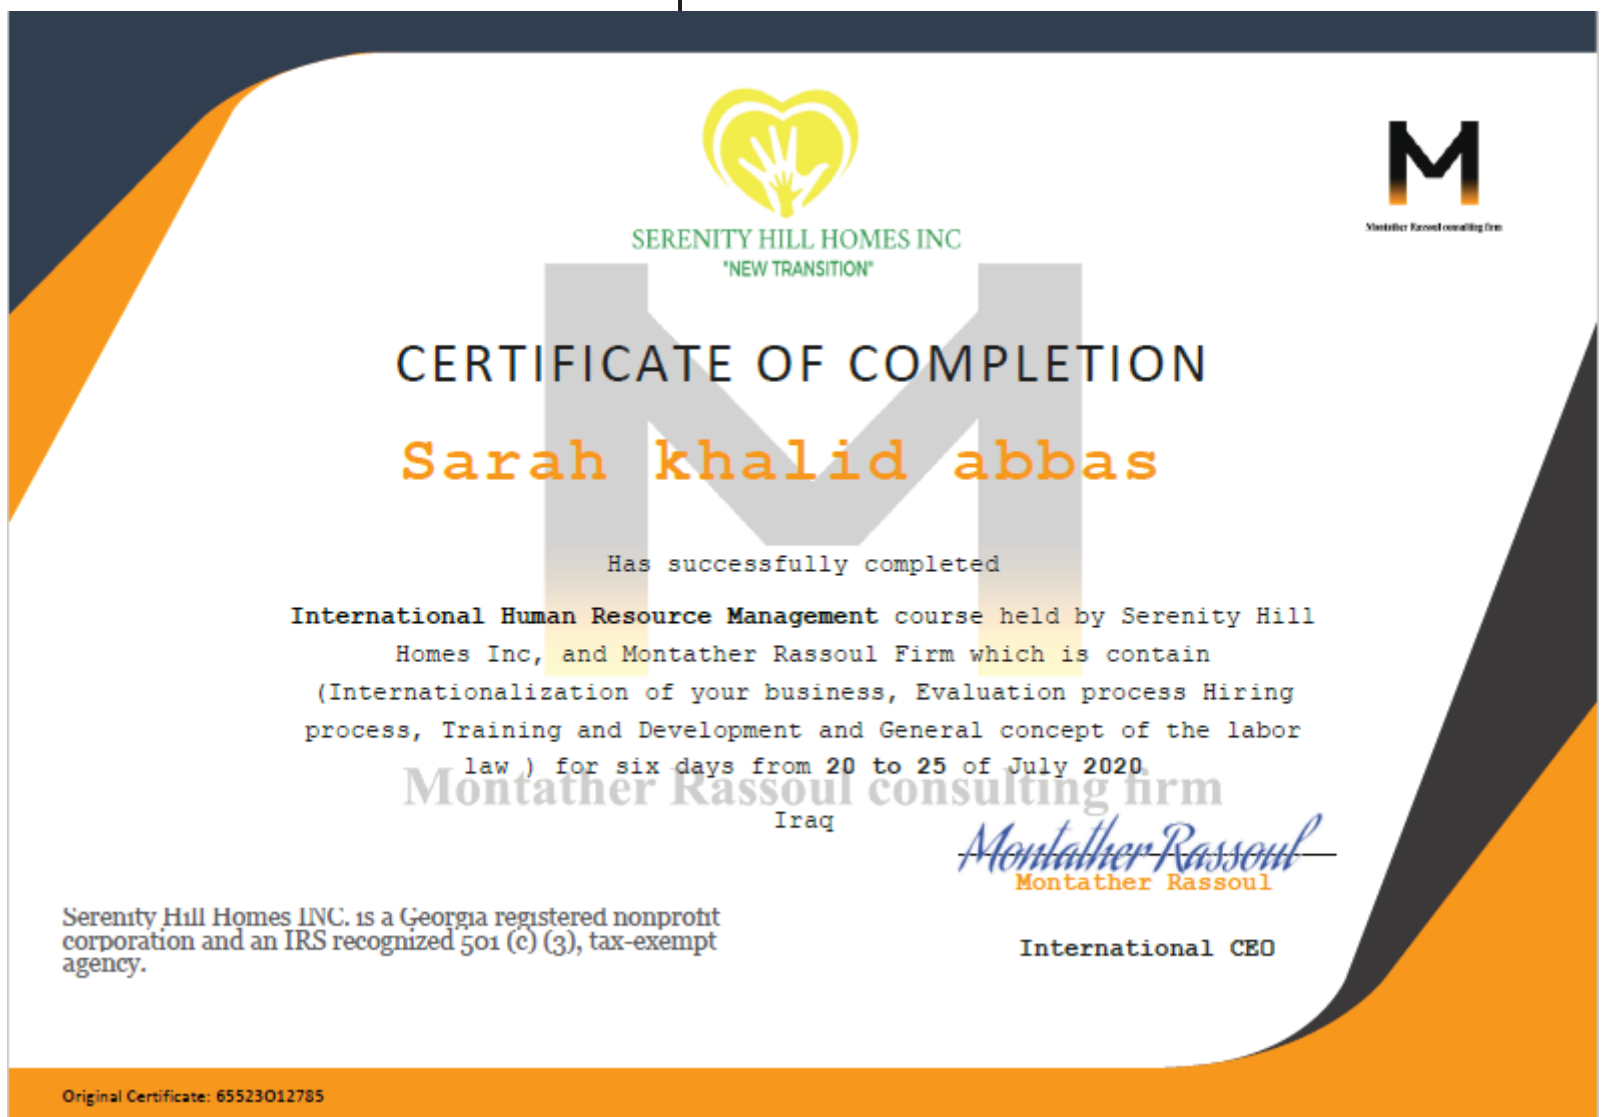 SERENITY HILL HOMES INC
"NEW TRANSITION"
M
Montather Rassoul consulting firm
CERTIFICATE OF COMPLETION
Sarah khalid abbas
Has successfully completed
International Human Resource Management course held by Serenity Hill
Homes Inc, and Montather Rassoul Firm which is contain
(Internationalization of your business, Evaluation process Hiring
process, Training and Development and General concept of the labor
law ) for six days from 20 to 25 of July 2020
Montather Rassoul consulting firm
Iraq
Montather Rassoul
Montather Rassoul
International CEO
Serenity Hill Homes INC. is a Georgia registered nonprofit
corporation and an IRS recognized 501 (c) (3), tax-exempt
agency.
Original Certificate: 65523O12785